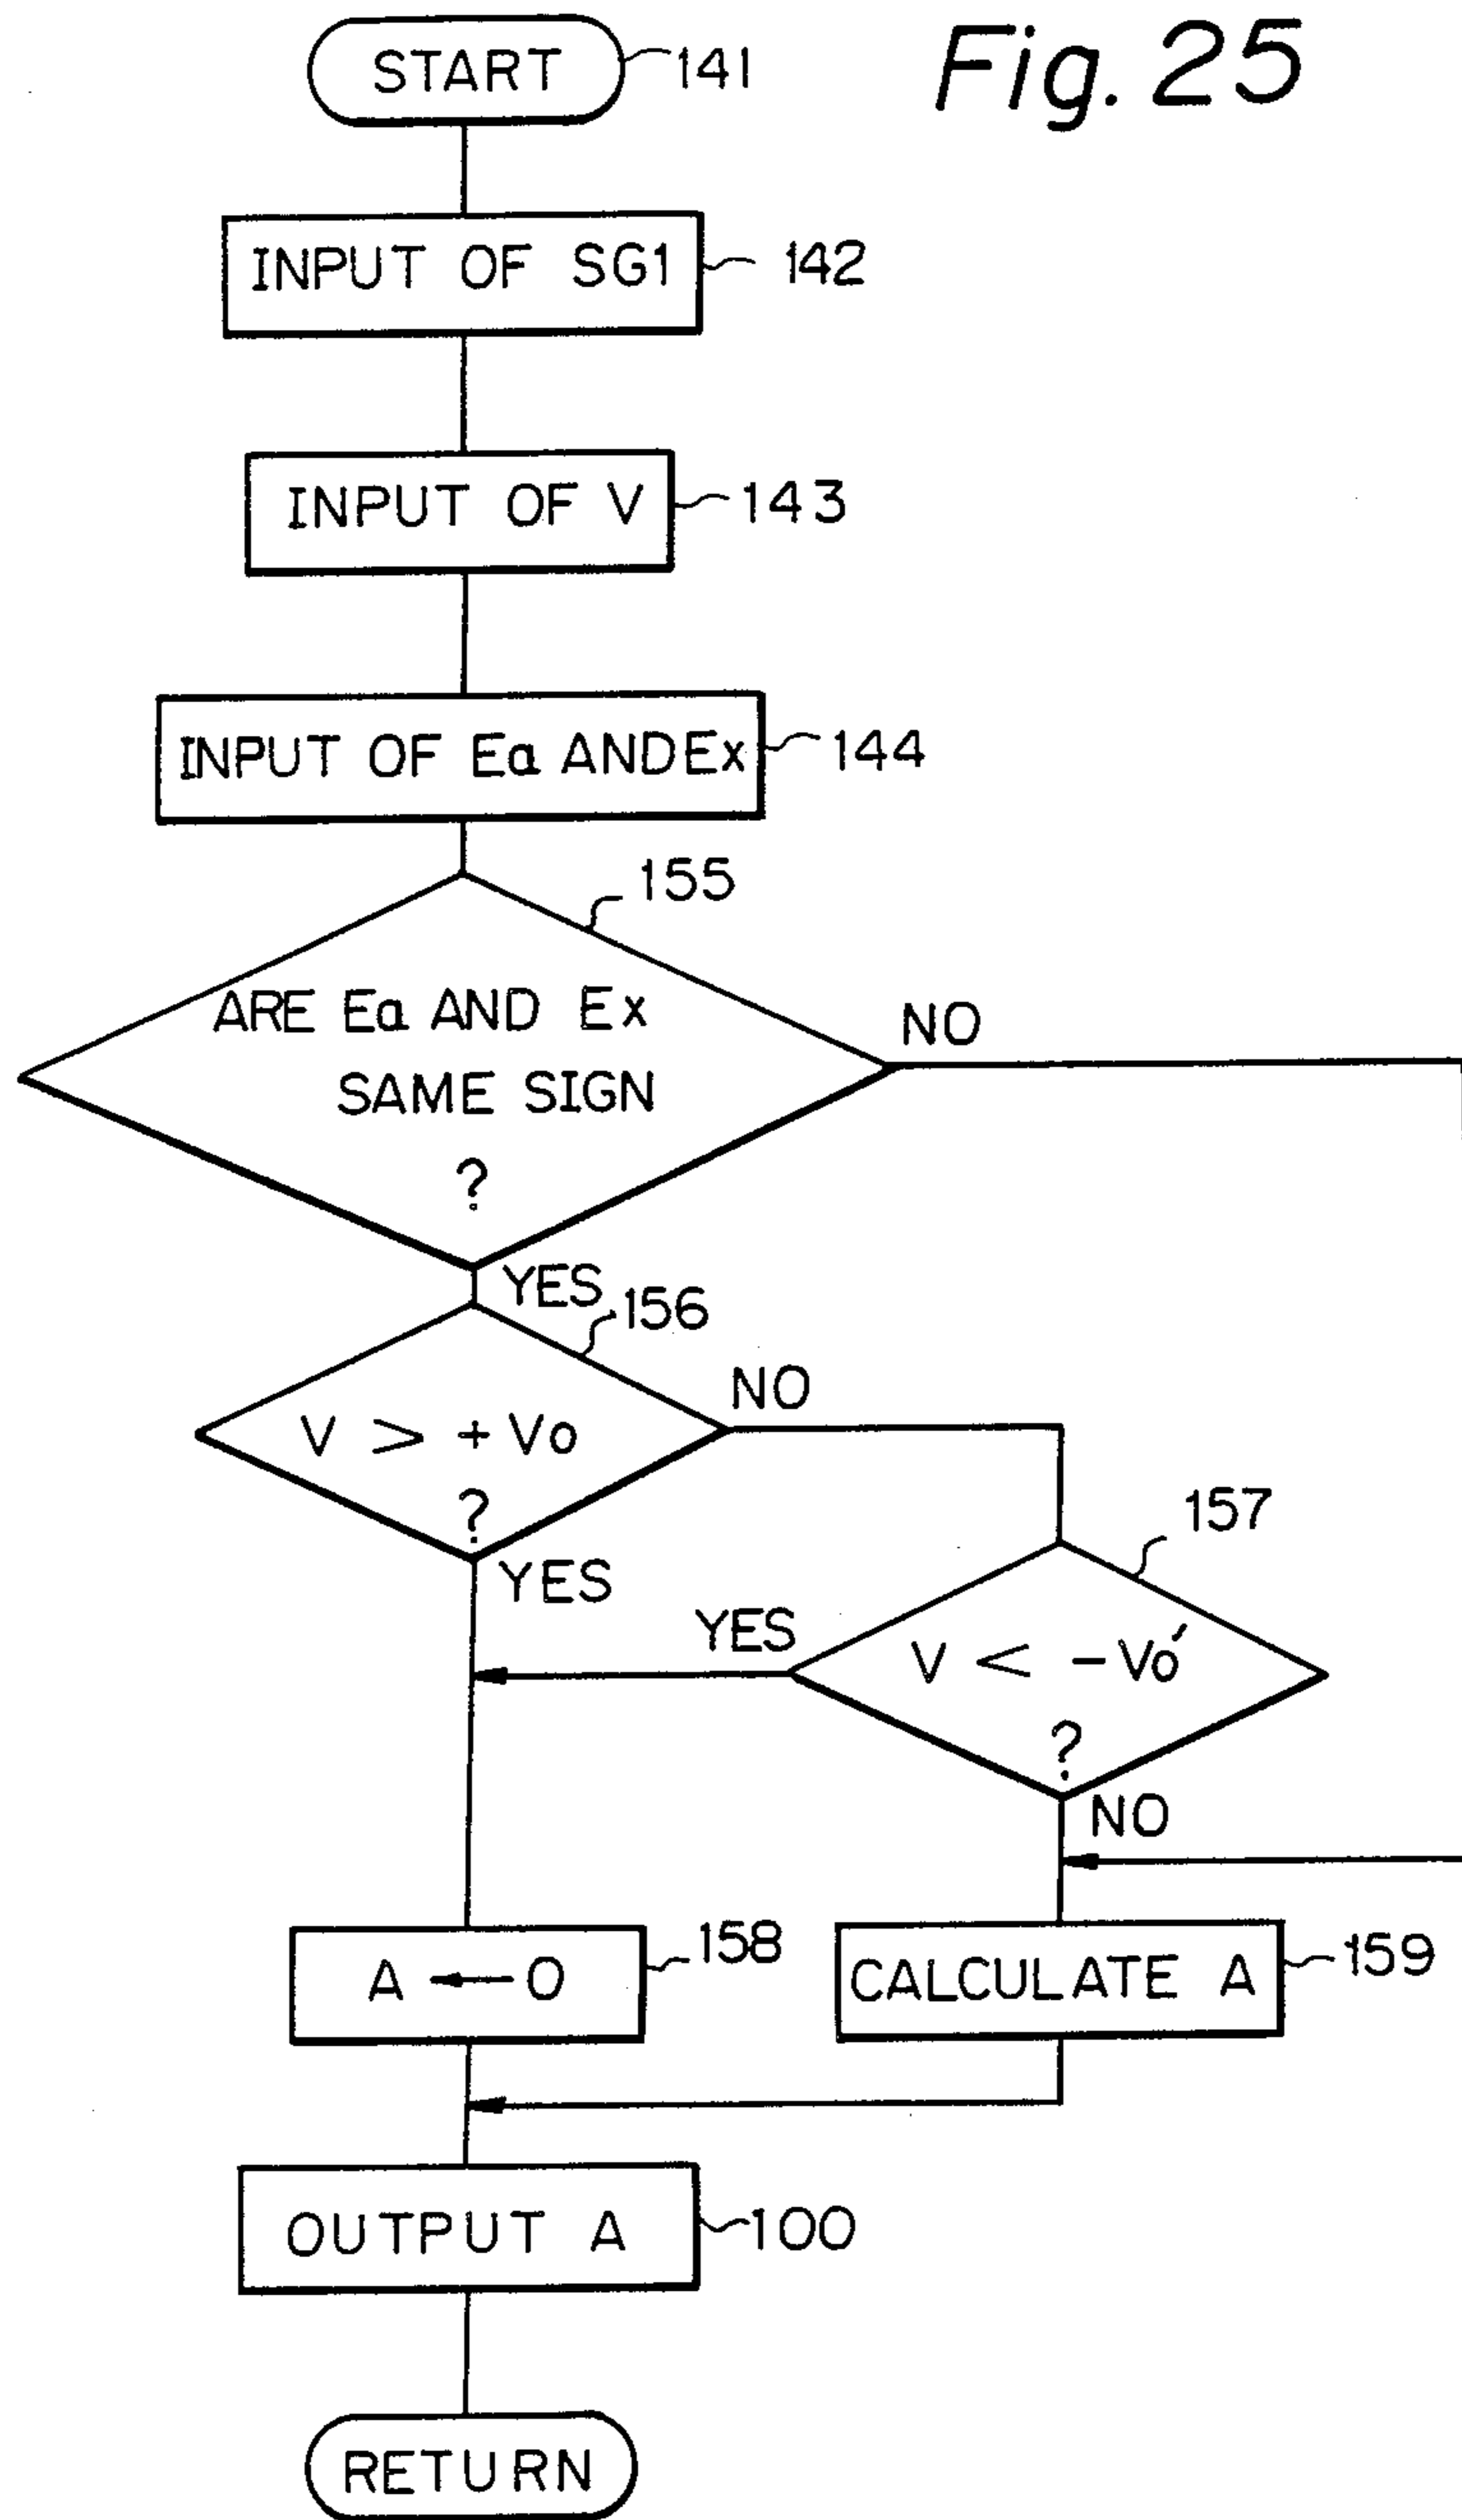 Fig. 25
START 141
INPUT OF SG1 142
INPUT OF V 143
INPUT OF Ea ANDEx 144
155
ARE Ea AND Ex
SAME SIGN
?
NO
YES
156
V > +Vo
?
NO
YES
157
V < -Vo'
?
YES
NO
A ← O 158
CALCULATE A 159
OUTPUT A 100
RETURN